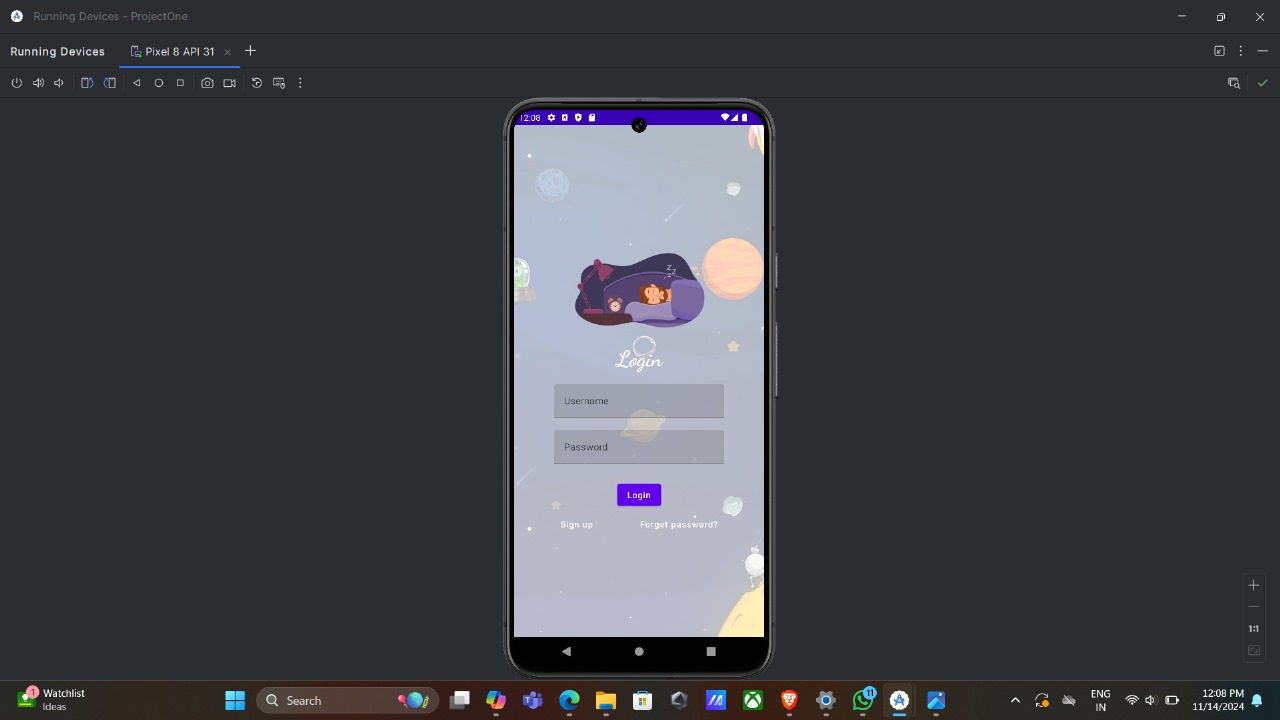 Running Devices - ProjectOne
Running Devices
Pixel 8 API 31
12:08
Z
Z
Z Z
Login
Username
Password
Login
Sign up
Forget password?
1:1
1
Watchlist
Ideas
Search
11
ENG
IN
12:08 PM
11/14/2024